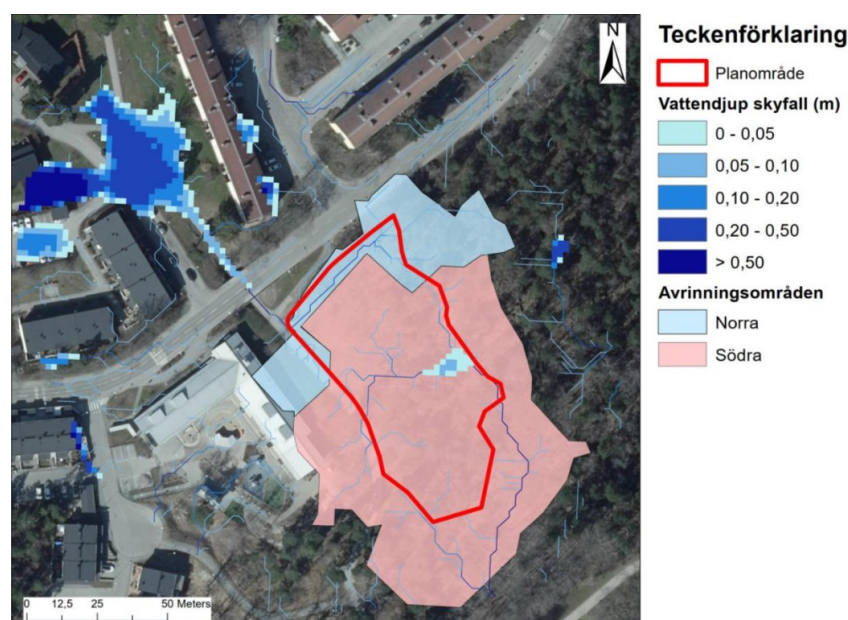 N
Teckenförklaring
Planområde
Vattendjup skyfall (m)
0 - 0,05
0,05 - 0,10
0,10 - 0,20
0,20 - 0,50
> 0,50
Avrinningsområden
Norra
Södra
0 12,5 25 50 Meters